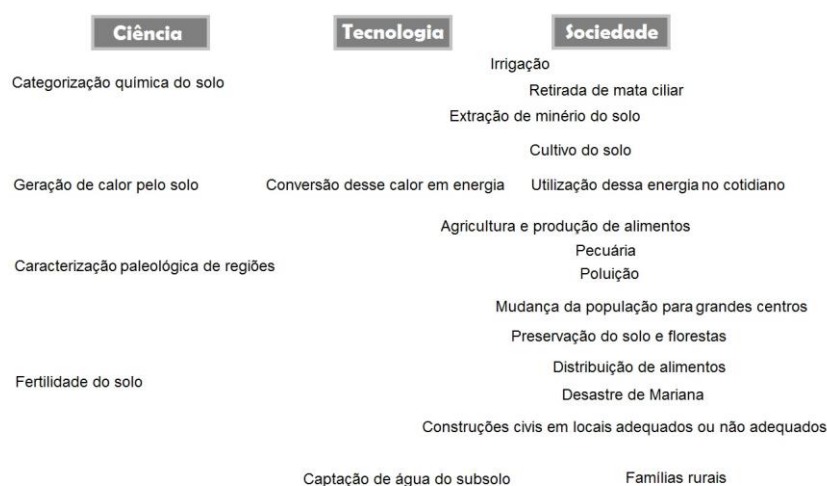 Ciência Tecnologia Sociedade
Irrigação
Categorização química do solo
Retirada de mata ciliar
Extração de minério do solo
Cultivo do solo
Geração de calor pelo solo Conversão desse calor em energia Utilização dessa energia no cotidiano
Agricultura e produção de alimentos
Pecuária
Caracterização paleológica de regiões
Poluição
Mudança da população para grandes centros
Preservação do solo e florestas
Distribuição de alimentos
Fertilidade do solo
Desastre de Mariana
Construções civis em locais adequados ou não adequados
Captação de água do subsolo Famílias rurais